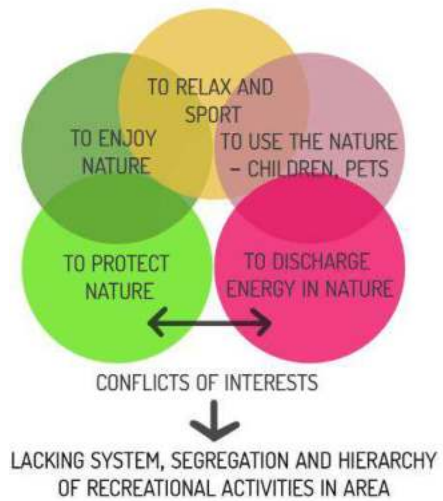 TO RELAX AND
SPORT
TO ENJOY
NATURE
TO USE THE NATURE
– CHILDREN, PETS
TO PROTECT
NATURE
TO DISCHARGE
ENERGY IN NATURE
CONFLICTS OF INTERESTS
LACKING SYSTEM, SEGREGATION AND HIERARCHY
OF RECREATIONAL ACTIVITIES IN AREA